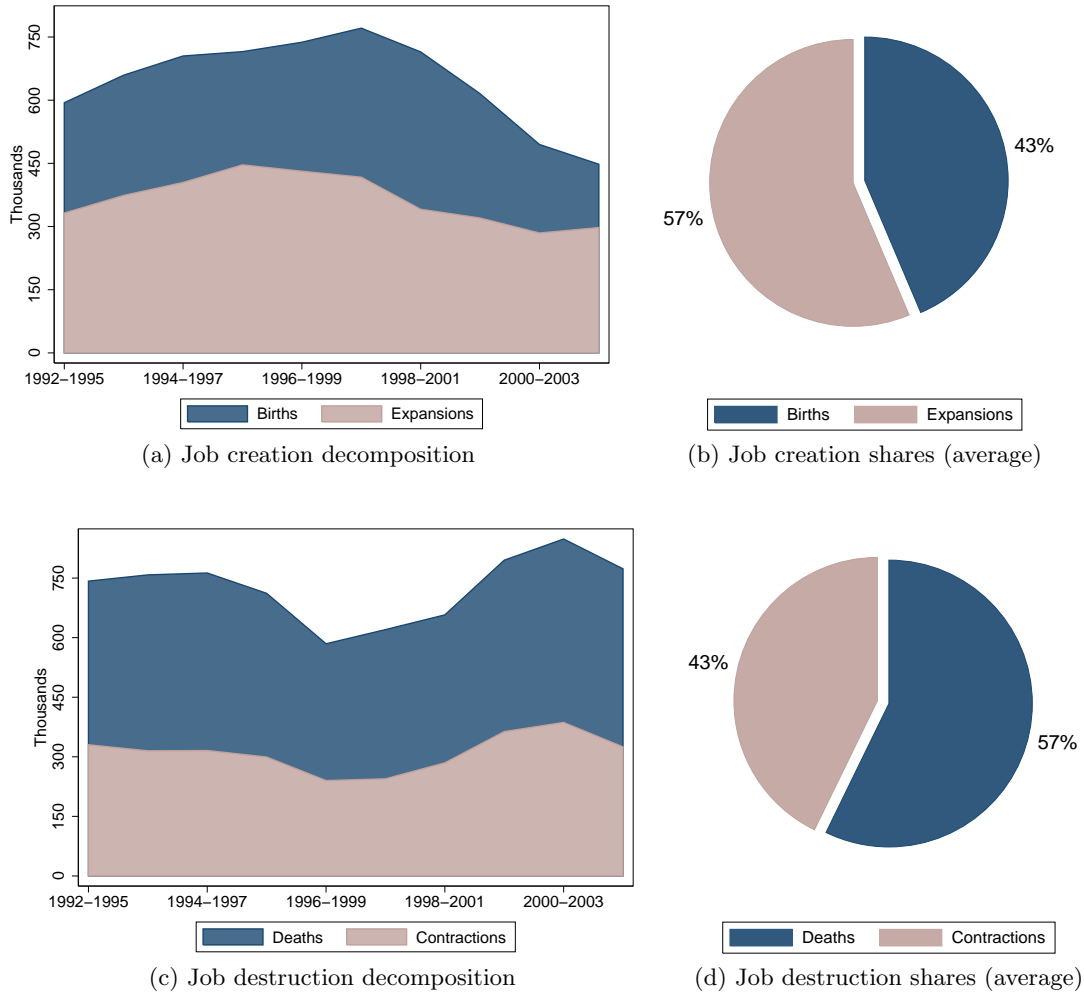 750
600
450
300
150
0
Thousands
1992–1995 1994–1997 1996–1999 1998–2001 2000–2003
Births Expansions
(a) Job creation decomposition
43%
57%
Births Expansions
(b) Job creation shares (average)
750
600
450
300
150
0
Thousands
1992–1995 1994–1997 1996–1999 1998–2001 2000–2003
Deaths Contractions
(c) Job destruction decomposition
43%
57%
Deaths Contractions
(d) Job destruction shares (average)